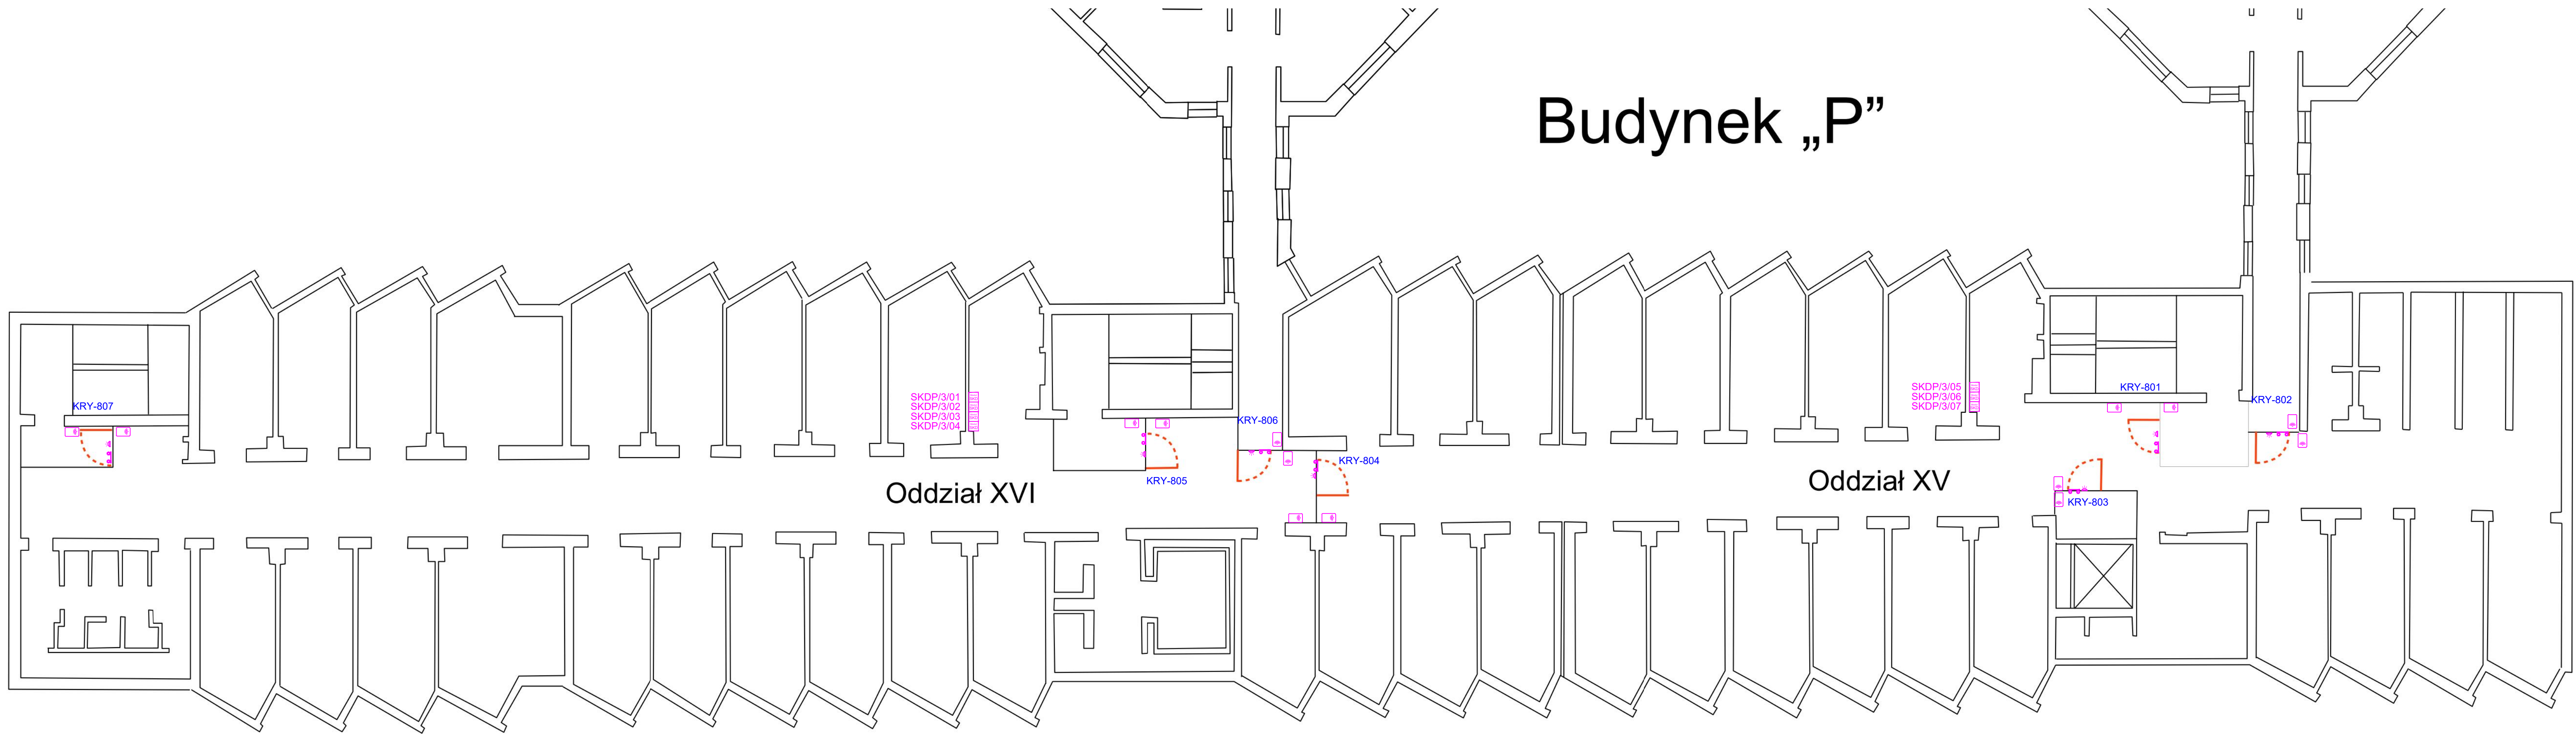 Budynek „P”
KRY-807
SKDP/3/01
SKDP/3/02
SKDP/3/03
SKDP/3/04
KRY-806
KRY-805
KRY-804
Oddział XVI
SKDP/3/05
SKDP/3/06
SKDP/3/07
KRY-801
KRY-802
Oddział XV
KRY-803